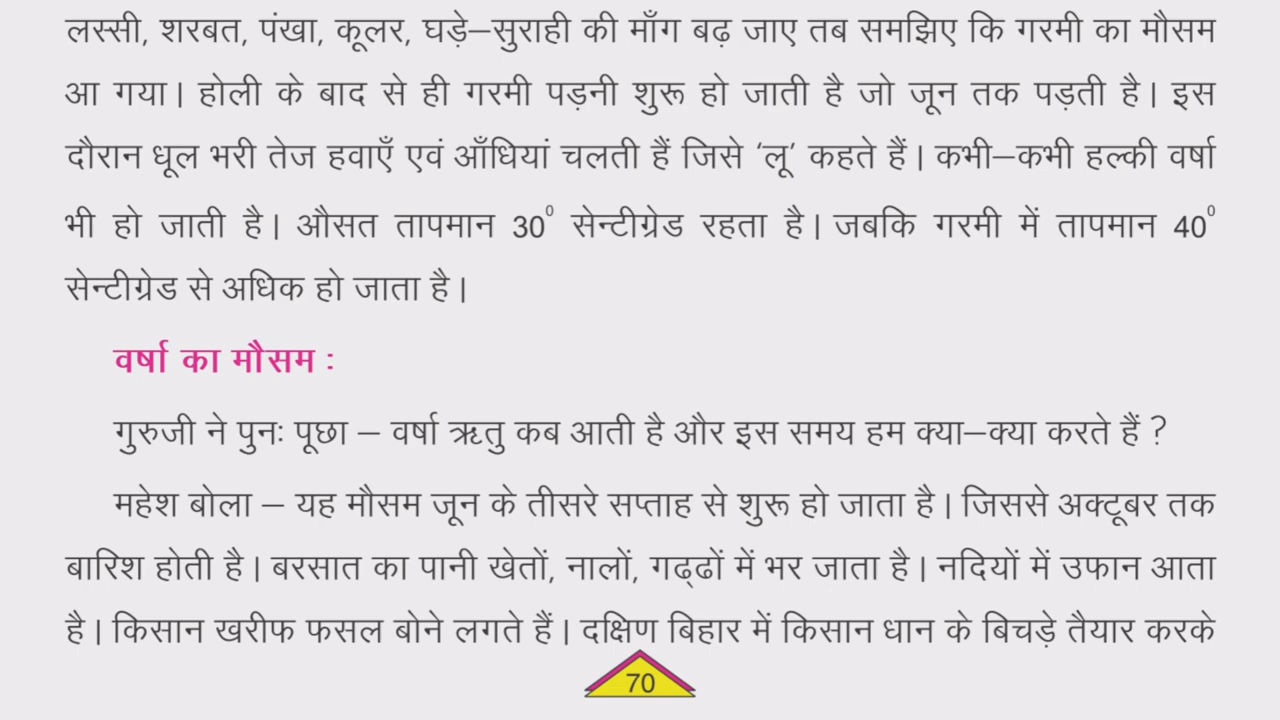 लस्सी, शरबत, पंखा, कूलर, घड़े–सुराही की माँग बढ़ जाए तब समझिए कि गरमी का मौसम
आ गया। होली के बाद से ही गरमी पड़नी शुरू हो जाती है जो जून तक पड़ती है। इस
दौरान धूल भरी तेज हवाएँ एवं आँधियां चलती हैं जिसे ‘लू’ कहते हैं। कभी–कभी हल्की वर्षा
भी हो जाती है। औसत तापमान 30⁰ सेन्टीग्रेड रहता है। जबकि गरमी में तापमान 40⁰
सेन्टीग्रेड से अधिक हो जाता है।
वर्षा का मौसम :
गुरुजी ने पुनः पूछा – वर्षा ऋतु कब आती है और इस समय हम क्या–क्या करते हैं ?
महेश बोला – यह मौसम जून के तीसरे सप्ताह से शुरू हो जाता है। जिससे अक्टूबर तक
बारिश होती है। बरसात का पानी खेतों, नालों, गढ्ढों में भर जाता है। नदियों में उफान आता
है। किसान खरीफ फसल बोने लगते हैं। दक्षिण बिहार में किसान धान के बिचड़े तैयार करके
70